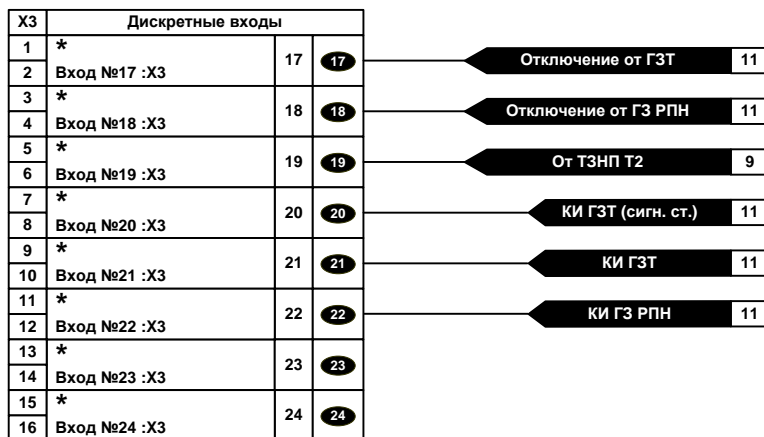 X3 Дискретные входы
1 *
2 Вход №17 :X3 17 17 Отключение от ГЗТ 11
3 *
4 Вход №18 :X3 18 18 Отключение от ГЗ РПН 11
5 *
6 Вход №19 :X3 19 19 От ТЗНП Т2 9
7 *
8 Вход №20 :X3 20 20 КИ ГЗТ (сигн. ст.) 11
9 *
10 Вход №21 :X3 21 21 КИ ГЗТ 11
11 *
12 Вход №22 :X3 22 22 КИ ГЗ РПН 11
13 *
14 Вход №23 :X3 23 23
15 *
16 Вход №24 :X3 24 24